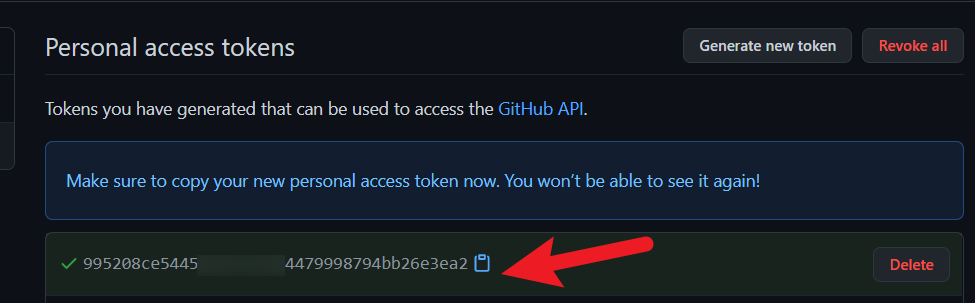 Personal access tokens
Generate new token
Revoke all
Tokens you have generated that can be used to access the GitHub API.
Make sure to copy your new personal access token now. You won’t be able to see it again!
995208ce5445 4479998794bb26e3ea2
Delete